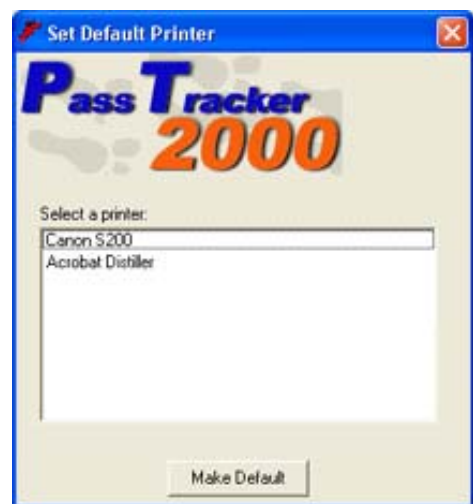 Set Default Printer
Pass Tracker
2000
Select a printer:
Canon S200
Acrobat Distiller
Make Default